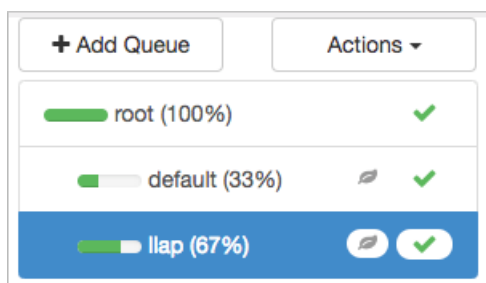 + Add Queue
Actions
root (100%)
default (33%)
llap (67%)